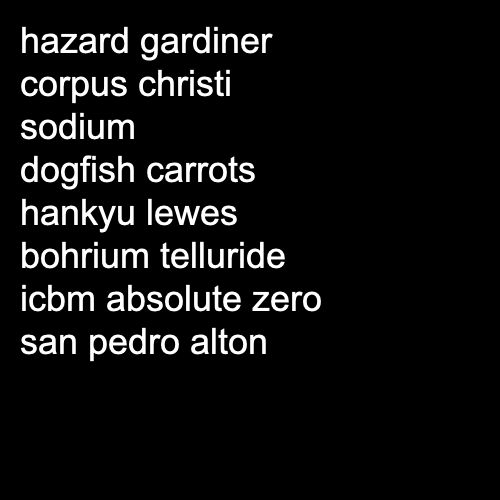 hazard gardiner
corpus christi
sodium
dogfish carrots
hankyu lewes
bohrium telluride
icbm absolute zero
san pedro alton